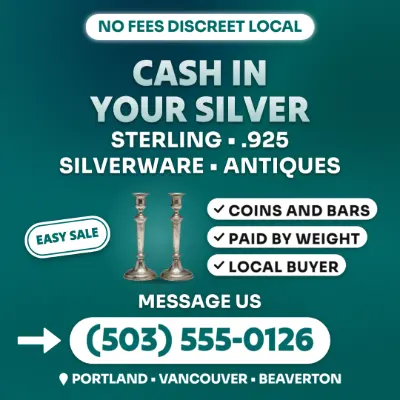 NO FEES DISCREET LOCAL
CASH IN
YOUR SILVER
STERLING ▪ .925
SILVERWARE ▪ ANTIQUES
EASY SALE
✓ COINS AND BARS
✓ PAID BY WEIGHT
✓ LOCAL BUYER
MESSAGE US
(503) 555-0126
PORTLAND ▪ VANCOUVER ▪ BEAVERTON